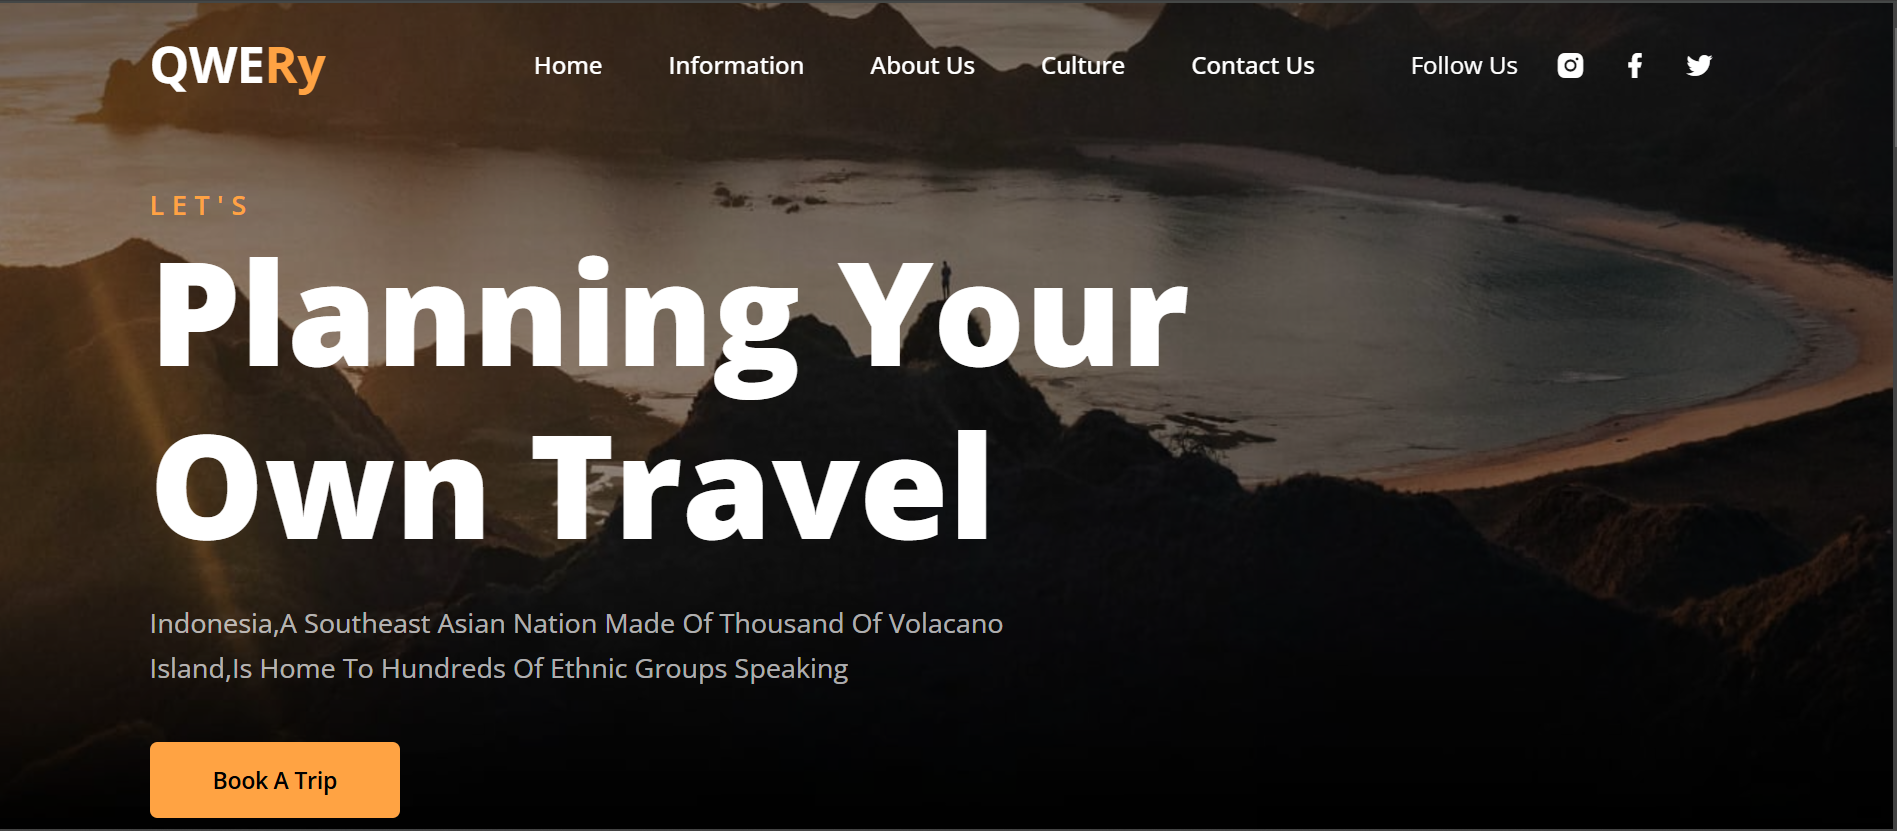 QWERy
Home Information About Us Culture Contact Us Follow Us
LET'S
Planning Your
Own Travel
Indonesia,A Southeast Asian Nation Made Of Thousand Of Volacano
Island,Is Home To Hundreds Of Ethnic Groups Speaking
Book A Trip